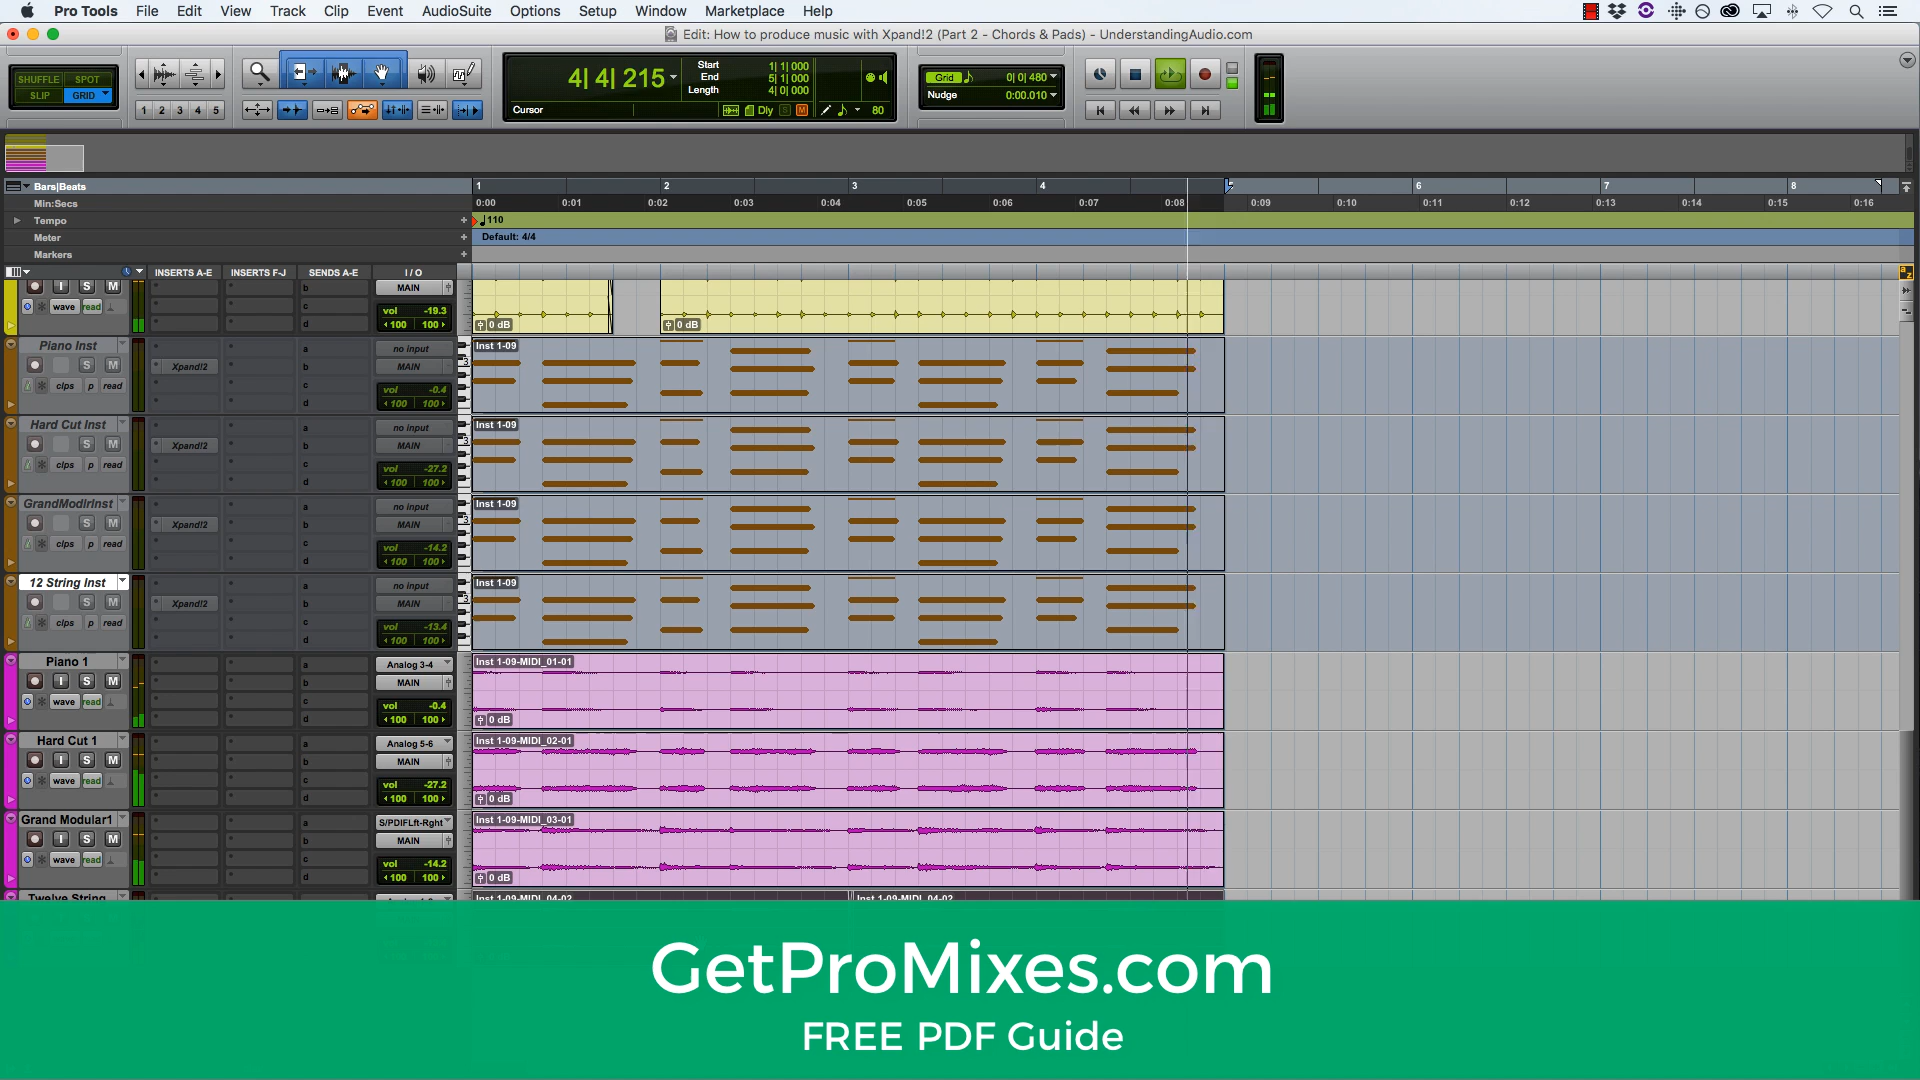 Pro Tools File Edit View Track Clip Event AudioSuite Options Setup Window Marketplace Help
Edit: How to produce music with Xpand!2 (Part 2 - Chords & Pads) - UnderstandingAudio.com
SHUFFLE SPOT
SLIP GRID
1 2 3 4 5
4| 4| 215
Start 1| 1| 000
End 5| 1| 000
Length 4| 0| 000
Cursor
Dly S M 80
Grid 0| 0| 480
Nudge 0:00.010
Bars|Beats 1 2 3 4 5 6 7 8
Min:Secs 0:00 0:01 0:02 0:03 0:04 0:05 0:06 0:07 0:08 0:09 0:10 0:11 0:12 0:13 0:14 0:15 0:16
Tempo 110
Meter Default: 4/4
Markers
INSERTS A-E INSERTS F-J SENDS A-E I / O
I S M b MAIN
wave read c vol -19.3
d 100 100 0 dB 0 dB
Piano Inst a no input Inst 1-09
S M Xpand!2 b MAIN
clps p read c vol -0.4
d 100 100
Hard Cut Inst a no input Inst 1-09
S M Xpand!2 b MAIN
clps p read c vol -27.2
d 100 100
GrandModlrInst a no input Inst 1-09
S M Xpand!2 b MAIN
clps p read c vol -14.2
d 100 100
12 String Inst a no input Inst 1-09
S M Xpand!2 b MAIN
clps p read c vol -13.4
d 100 100
Piano 1 a Analog 3-4 Inst 1-09-MIDI_01-01
I S M b MAIN
wave read c vol -0.4
d 100 100 0 dB
Hard Cut 1 a Analog 5-6 Inst 1-09-MIDI_02-01
I S M b MAIN
wave read c vol -27.2
d 100 100 0 dB
Grand Modular1 a S/PDIFLft-Rght Inst 1-09-MIDI_03-01
I S M b MAIN
wave read c vol -14.2
d 100 100 0 dB
Twelve String Inst 1-09-MIDI_04-02 Inst 1-09-MIDI_04-02
GetProMixes.com
FREE PDF Guide